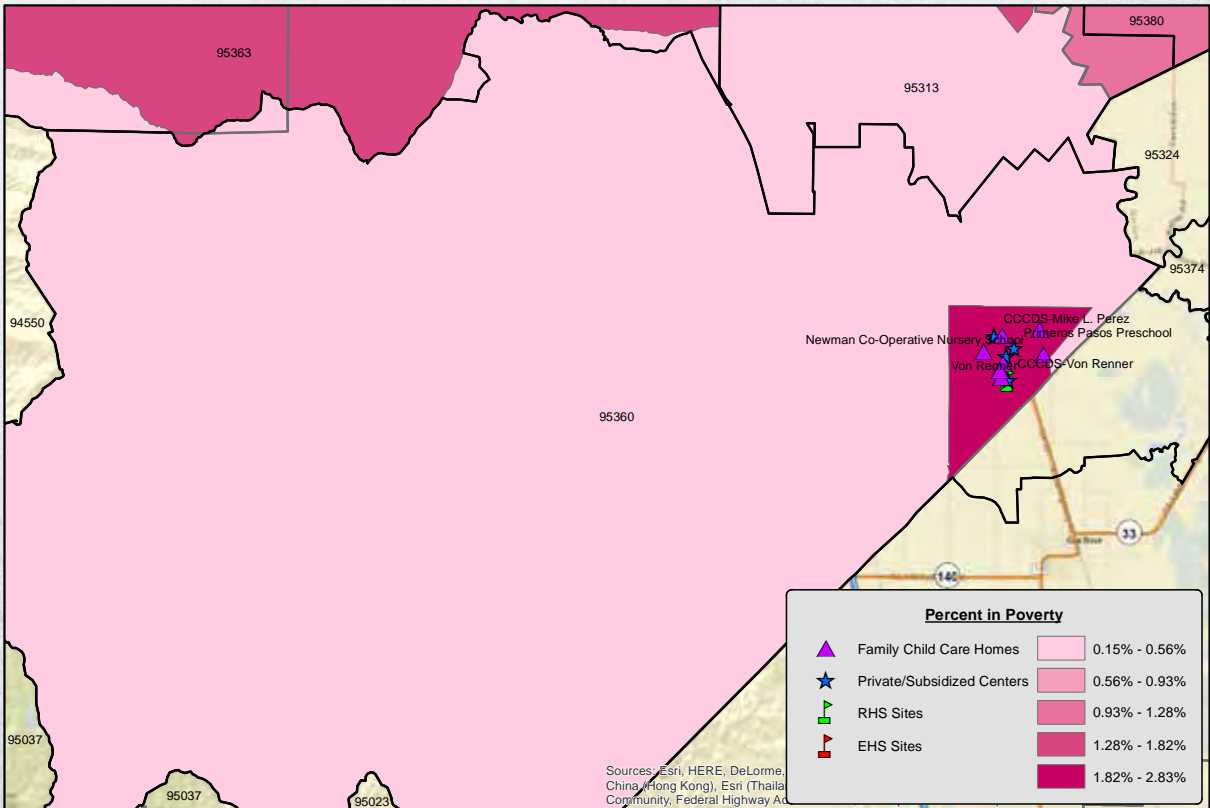 95380
95363
95313
95324
95374
94550
CCCDS-Mike L. Perez
Primeros Pasos Preschool
Newman Co-Operative Nursery School
Von Renner
CCCDS-Von Renner
95360
33
140
Percent in Poverty
Family Child Care Homes
0.15% - 0.56%
Private/Subsidized Centers
0.56% - 0.93%
RHS Sites
0.93% - 1.28%
EHS Sites
1.28% - 1.82%
1.82% - 2.83%
95037
95037
95023
Sources: Esri, HERE, DeLorme,
China (Hong Kong), Esri (Thaila
Community, Federal Highway Ad